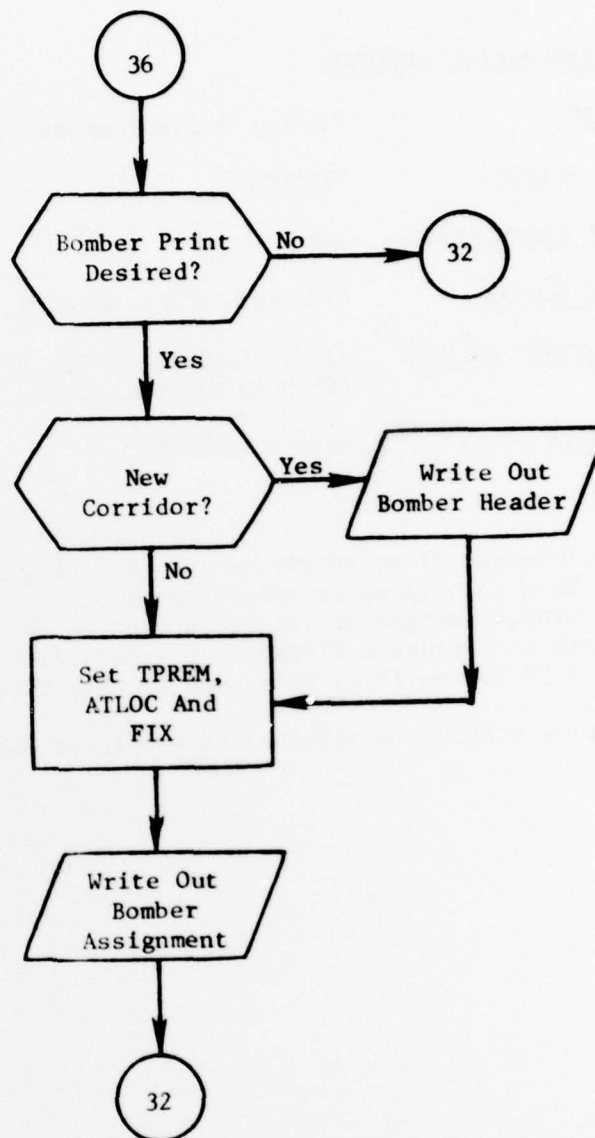 36
Bomber Print
Desired?
No
32
Yes
New
Corridor?
Yes
Write Out
Bomber Header
No
Set TPREM,
ATLOC And
FIX
Write Out
Bomber
Assignment
32